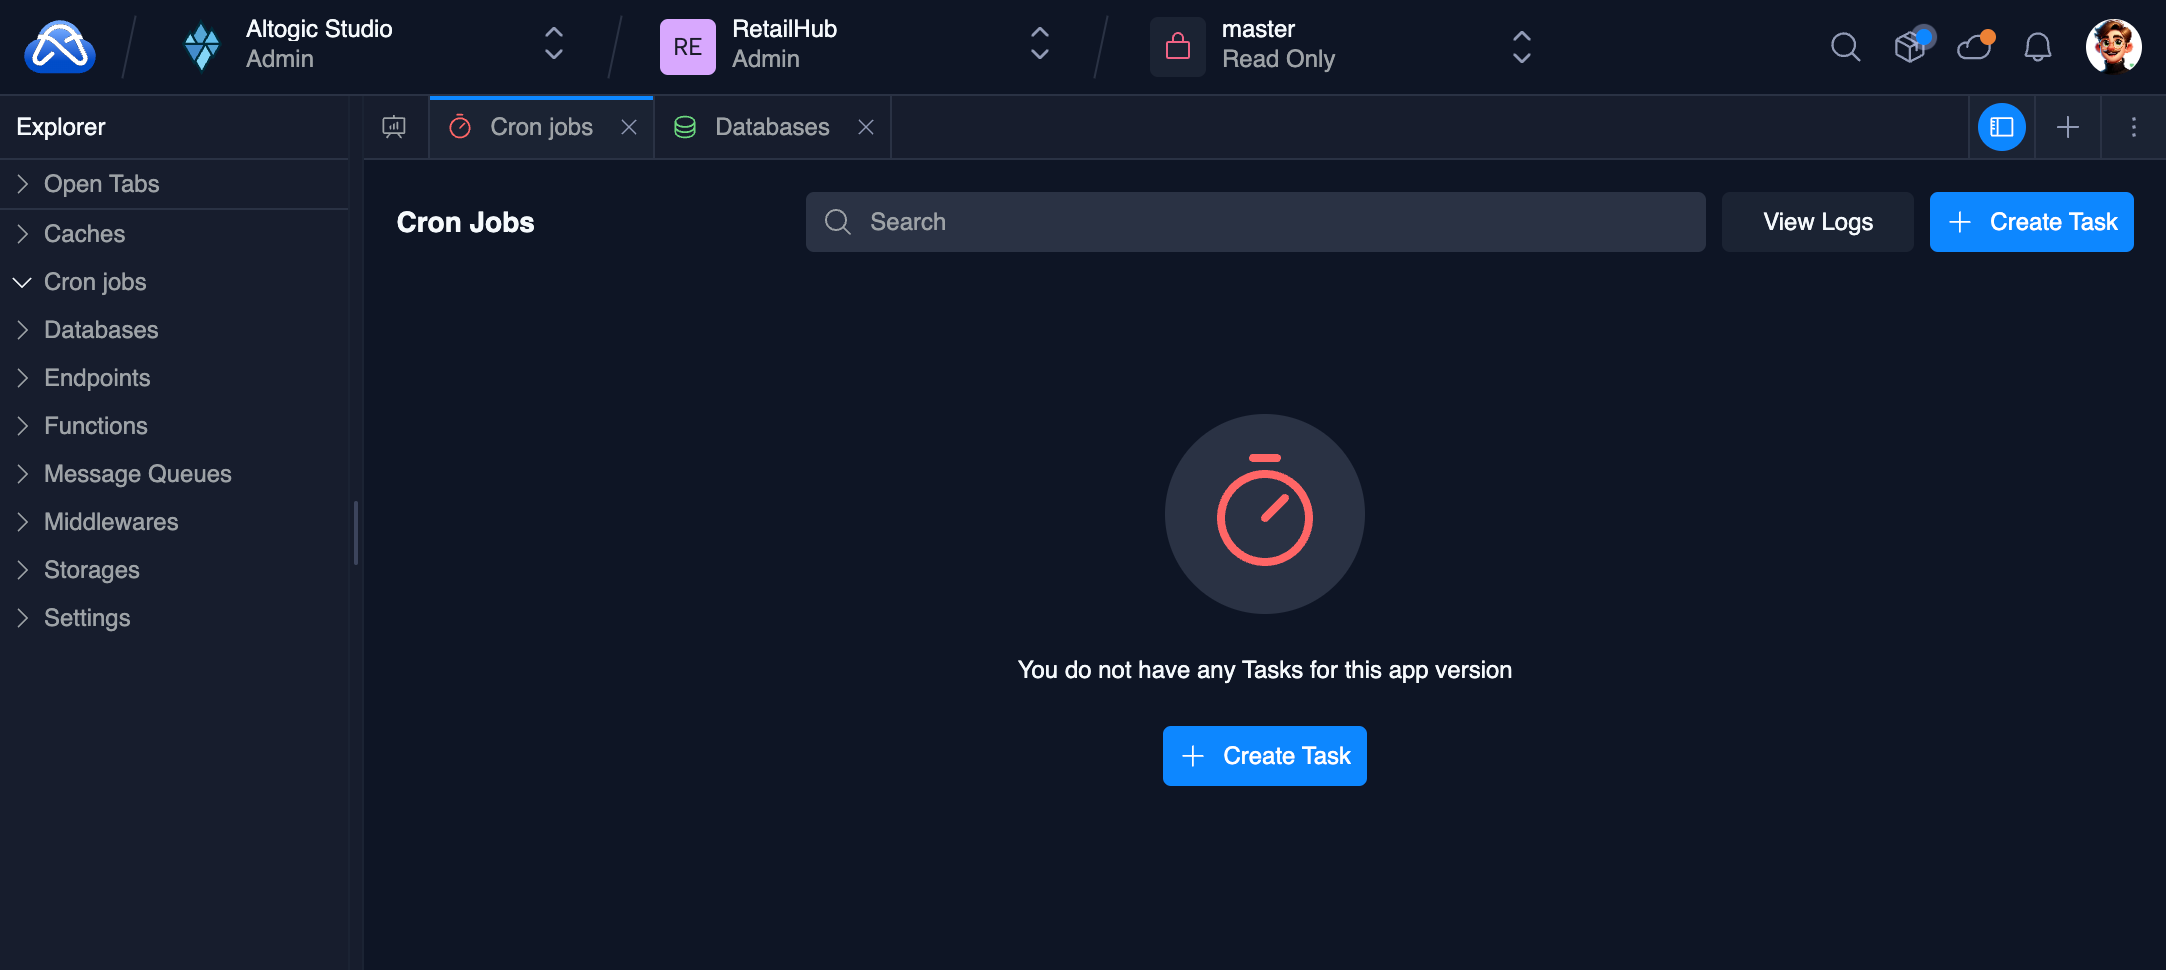 Altogic Studio
Admin
RE
RetailHub
Admin
master
Read Only
Explorer
Cron jobs
Databases
Open Tabs
Caches
Cron jobs
Databases
Endpoints
Functions
Message Queues
Middlewares
Storages
Settings
Cron Jobs
Search
View Logs
Create Task
You do not have any Tasks for this app version
Create Task